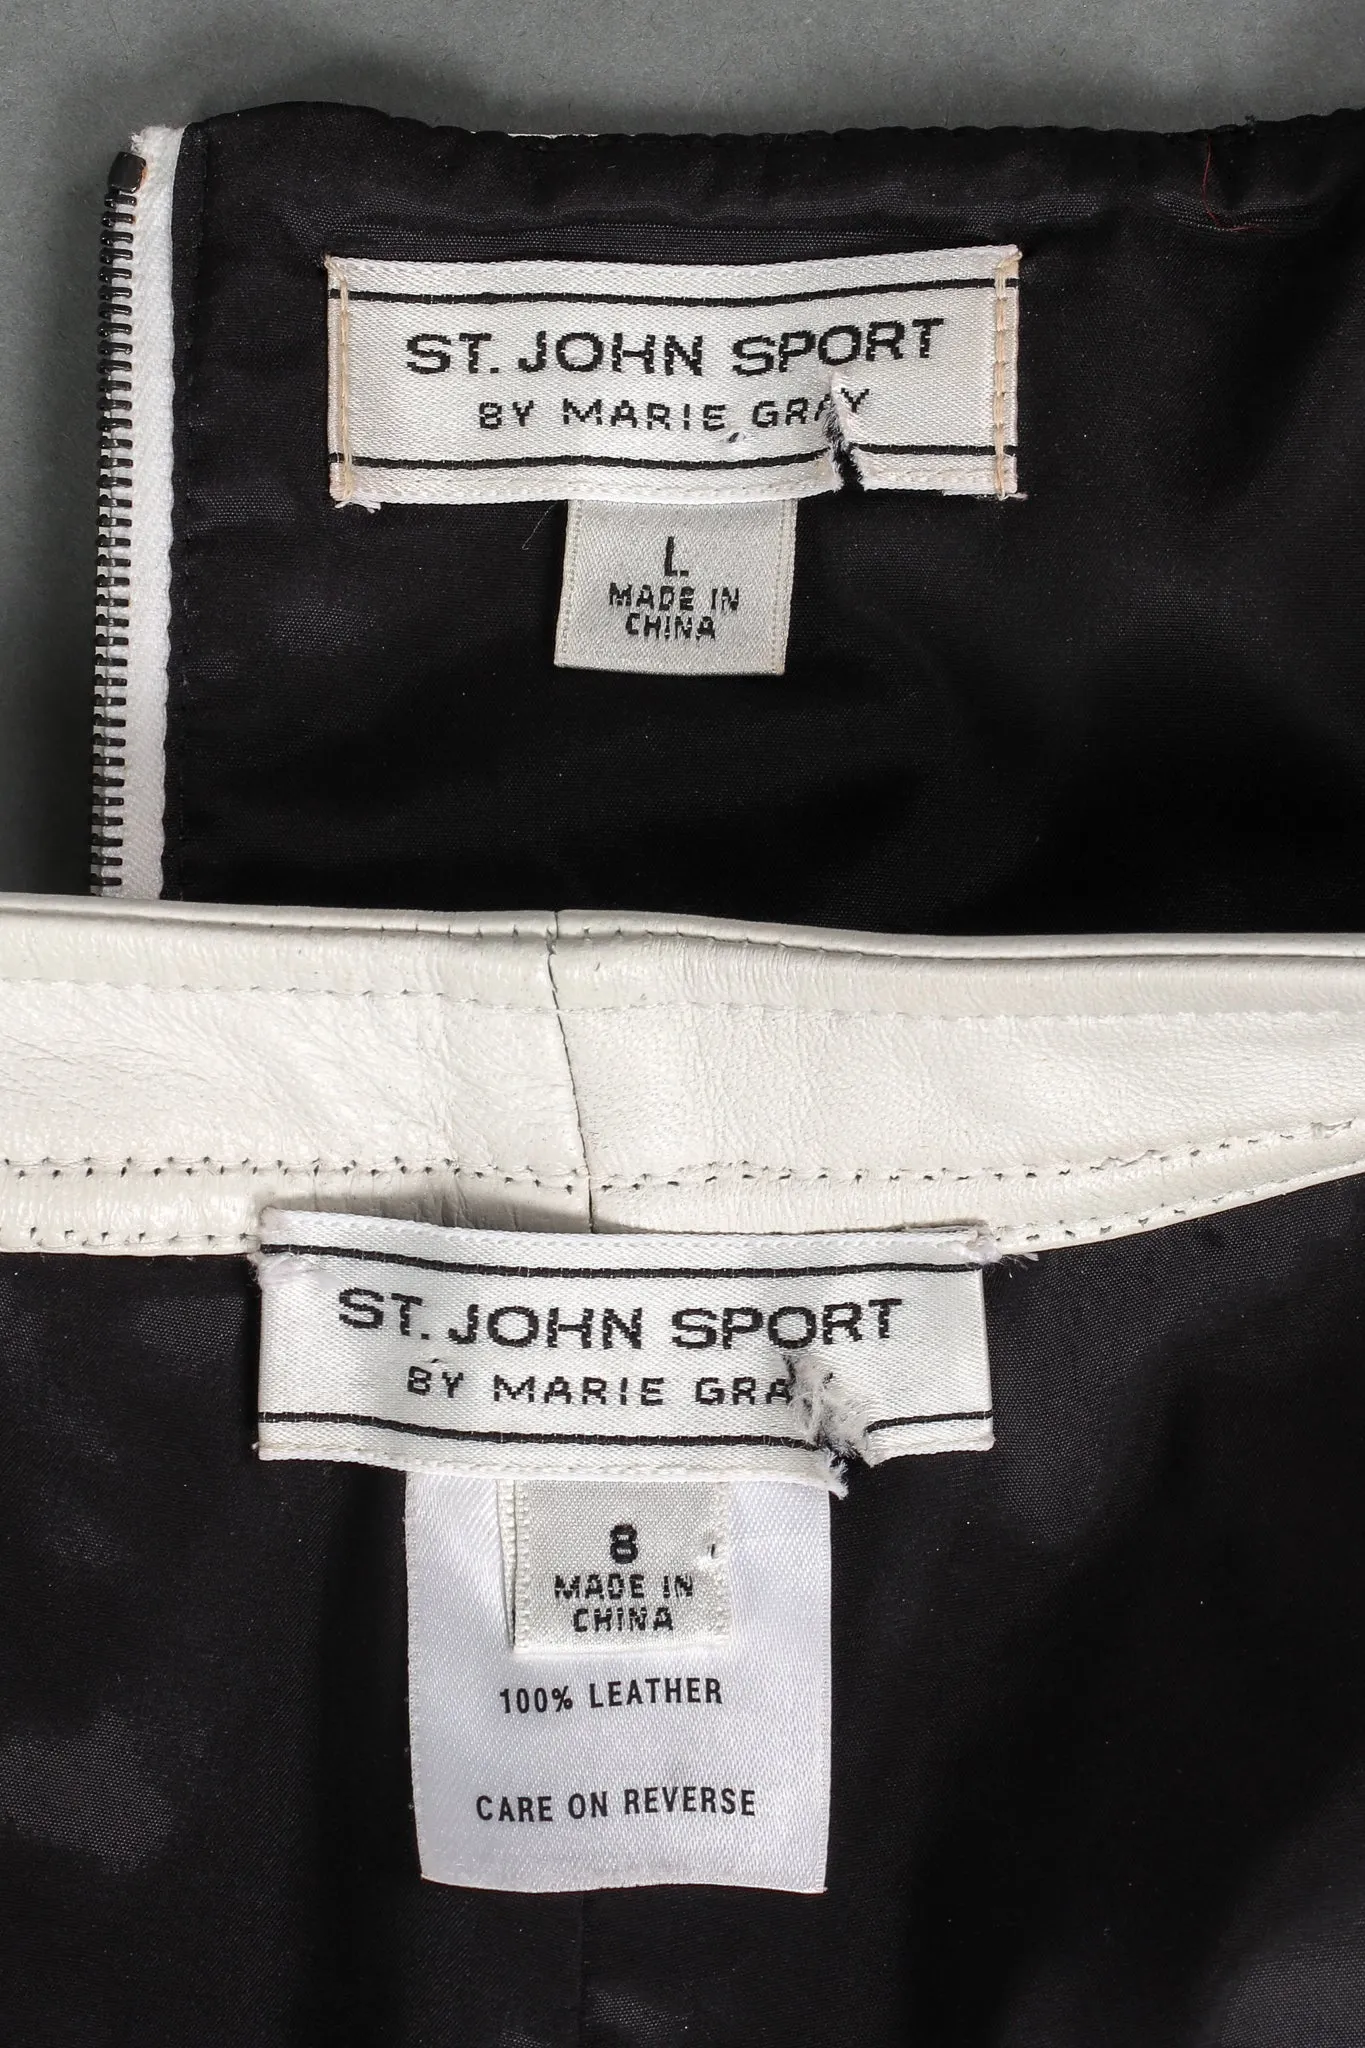 ST. JOHN SPORT
BY MARIE GRAY
L
MADE IN
CHINA
ST. JOHN SPORT
BY MARIE GRA
8
MADE IN
CHINA
100% LEATHER
CARE ON REVERSE